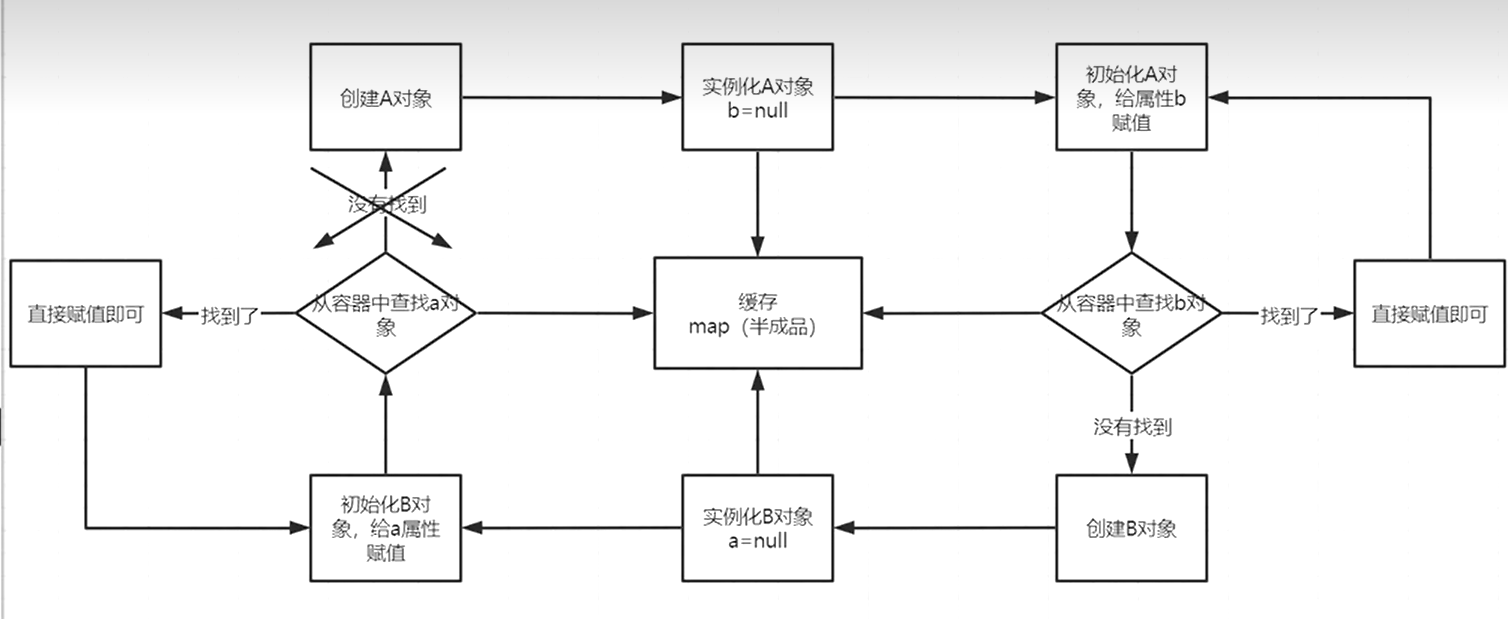 创建A对象
实例化A对象
b=null
初始化A对
象，给属性b
赋值
没有找到
直接赋值即可
找到了
从容器中查找a对
象
缓存
map（半成品）
从容器中查找b对
象
找到了
直接赋值即可
没有找到
初始化B对
象，给a属性
赋值
实例化B对象
a=null
创建B对象